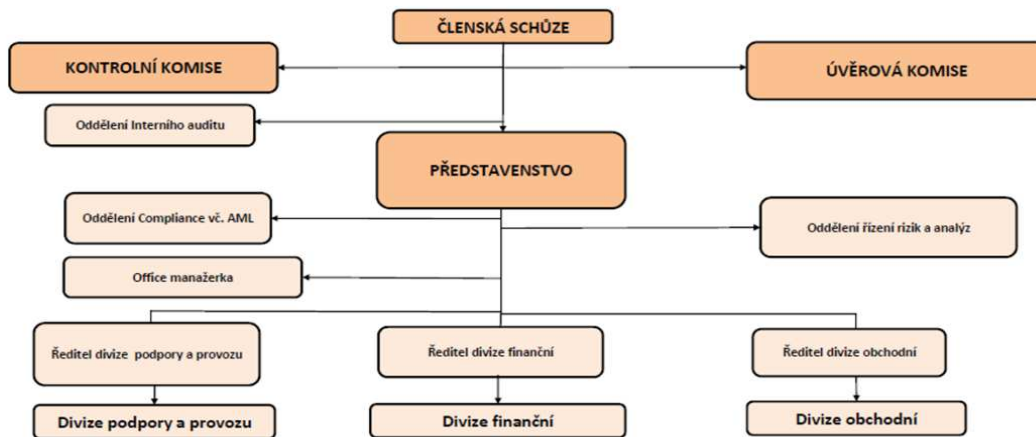 ČLENSKÁ SCHŮZE
KONTROLNÍ KOMISE
ÚVĚROVÁ KOMISE
Oddělení Interního auditu
PŘEDSTAVENSTVO
Oddělení Compliance vč. AML
Oddělení řízení rizik a analýz
Office manažerka
Ředitel divize podpory a provozu
Ředitel divize finanční
Ředitel divize obchodní
Divize podpory a provozu
Divize finanční
Divize obchodní